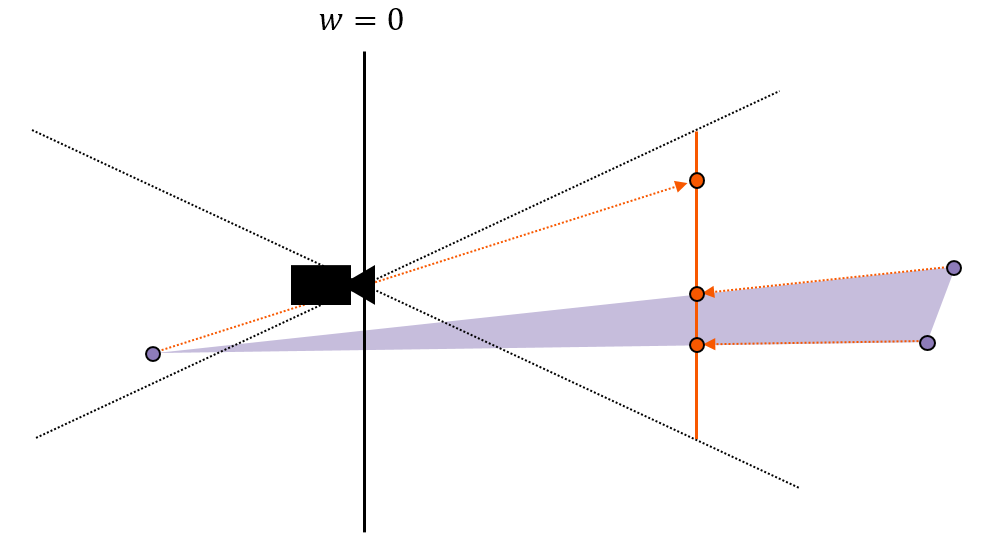 w = 0